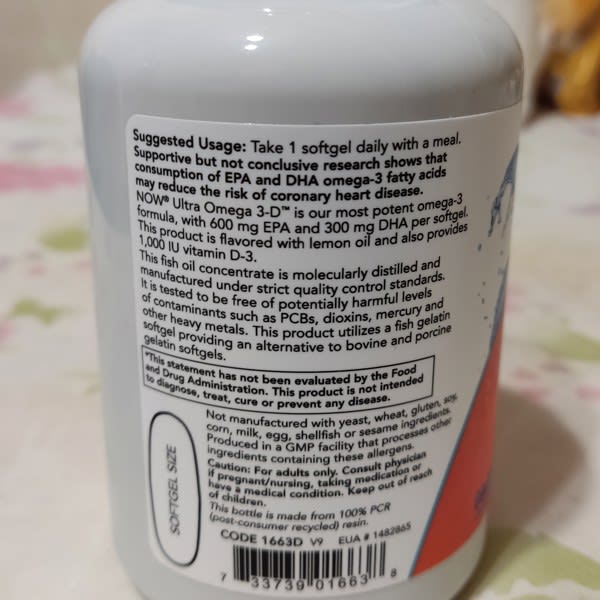 Suggested Usage: Take 1 softgel daily with a meal.
Supportive but not conclusive research shows that
consumption of EPA and DHA omega-3 fatty acids
may reduce the risk of coronary heart disease.
NOW® Ultra Omega 3-D™ is our most potent omega-3
formula, with 600 mg EPA and 300 mg DHA per softgel.
This product is flavored with lemon oil and also provides
1,000 IU vitamin D-3.
This fish oil concentrate is molecularly distilled and
manufactured under strict quality control standards.
It is tested to be free of potentially harmful levels
of contaminants such as PCBs, dioxins, mercury and
other heavy metals. This product utilizes a fish gelatin
softgel providing an alternative to bovine and porcine
gelatin softgels.
*This statement has not been evaluated by the Food
and Drug Administration. This product is not intended
to diagnose, treat, cure or prevent any disease.
SOFTGEL SIZE
Not manufactured with yeast, wheat, gluten, soy,
corn, milk, egg, shellfish or sesame ingredients.
Produced in a GMP facility that processes other
ingredients containing these allergens.
Caution: For adults only. Consult physician
if pregnant/nursing, taking medication or
have a medical condition. Keep out of reach
of children.
This bottle is made from 100% PCR
(post-consumer recycled) resin.
CODE 1663D V9 EUA # 1482865
7 33739 01663 8